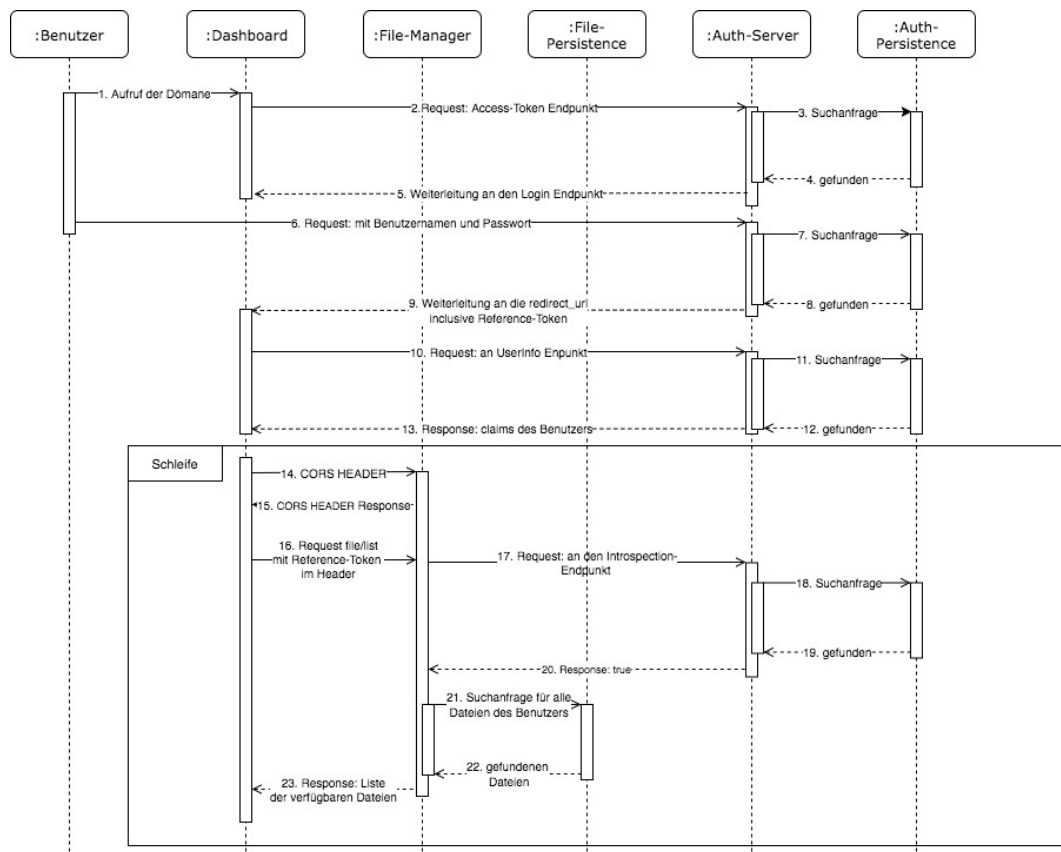 :Benutzer
:Dashboard
:File-Manager
:File-
Persistence
:Auth-Server
:Auth-
Persistence
1. Aufruf der Dömane
2.Request: Access-Token Endpunkt
3. Suchanfrage
4. gefunden
5. Weiterleitung an den Login Endpunkt
6. Request: mit Benutzernamen und Passwort
7. Suchanfrage
8. gefunden
9. Weiterleitung an die redirect_uri
inclusive Reference-Token
10. Request: an UserInfo Enpunkt
11. Suchanfrage
12. gefunden
13. Response: claims des Benutzers
Schleife
14. CORS HEADER
15. CORS HEADER Response
16. Request file/list
mit Reference-Token
im Header
17. Request: an den Introspection-
Endpunkt
18. Suchanfrage
19. gefunden
20. Response: true
21. Suchanfrage für alle
Dateien des Benutzers
22. gefundenen
Dateien
23. Response: Liste
der verfügbaren Dateien